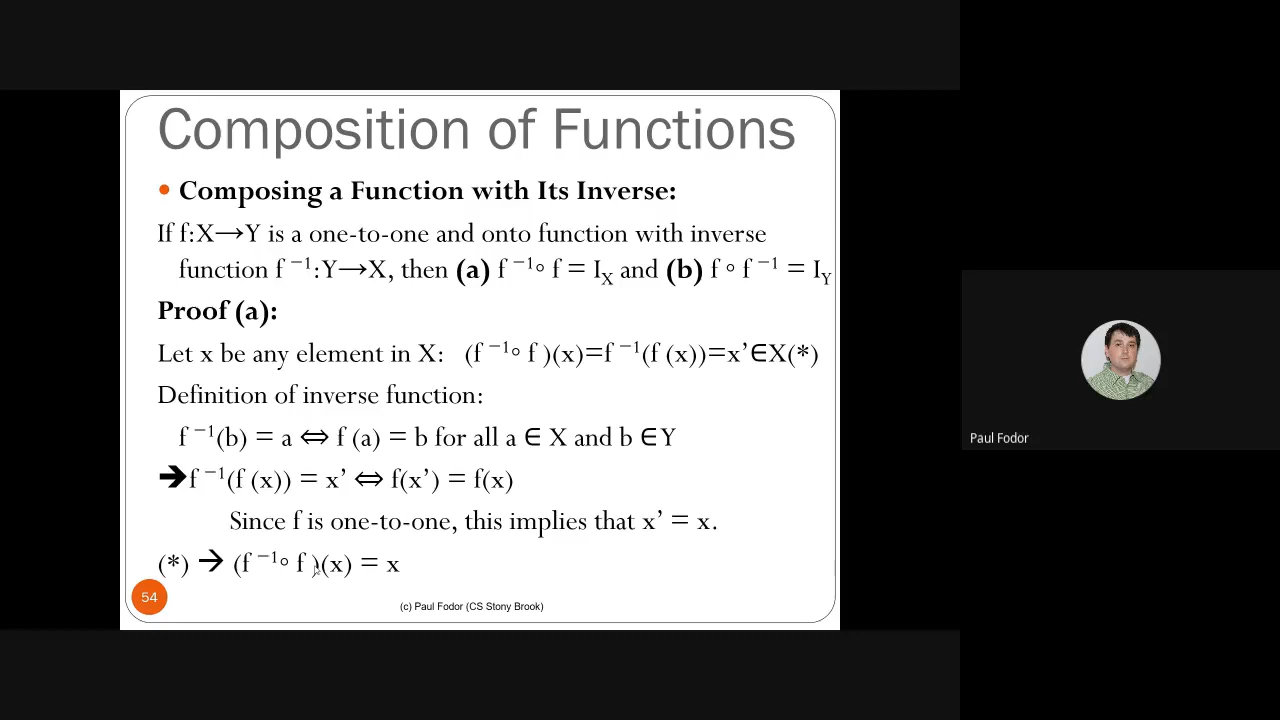 Composition of Functions
• Composing a Function with Its Inverse:
If f:X→Y is a one-to-one and onto function with inverse
function f ⁻¹:Y→X, then (a) f ⁻¹∘ f = I_X and (b) f ∘ f ⁻¹ = I_Y
Proof (a):
Let x be any element in X: (f ⁻¹∘ f )(x)=f ⁻¹(f (x))=x’∈X(*)
Definition of inverse function:
f ⁻¹(b) = a ⇔ f (a) = b for all a ∈ X and b ∈Y
➔f ⁻¹(f (x)) = x’ ⇔ f(x’) = f(x)
Since f is one-to-one, this implies that x’ = x.
(*) → (f ⁻¹∘ f )(x) = x
54
(c) Paul Fodor (CS Stony Brook)
Paul Fodor